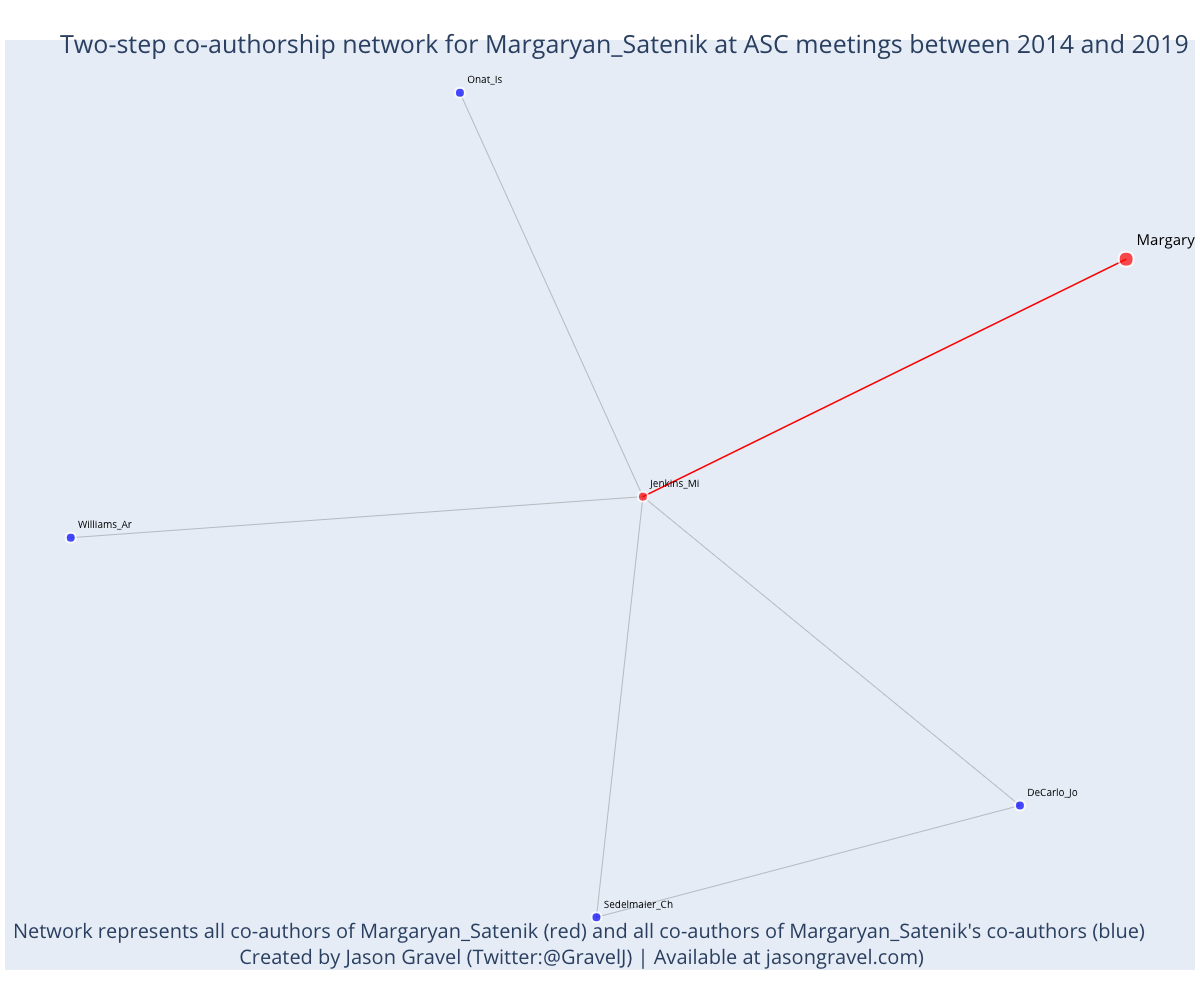 Two-step co-authorship network for Margaryan_Satenik at ASC meetings between 2014 and 2019
Onat_Is
Margary
Jenkins_Mi
Williams_Ar
DeCarlo_Jo
Sedelmaier_Ch
Network represents all co-authors of Margaryan_Satenik (red) and all co-authors of Margaryan_Satenik's co-authors (blue)
Created by Jason Gravel (Twitter:@GravelJ) | Available at jasongravel.com)